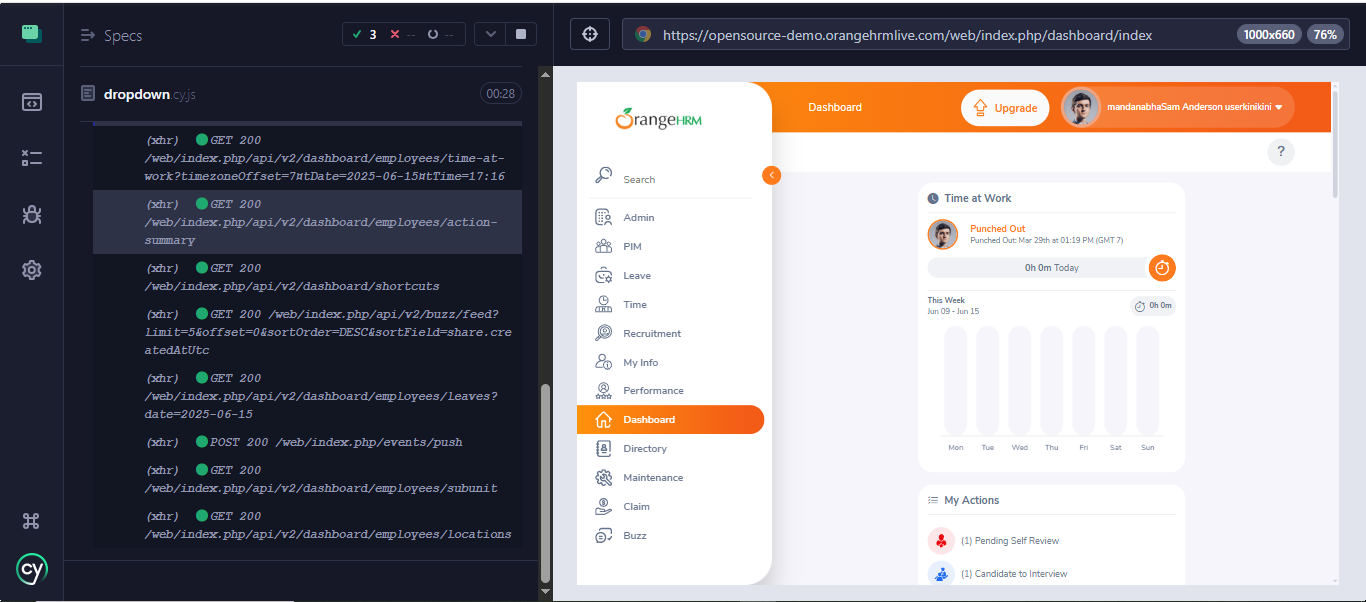 Specs
3
--
--
https://opensource-demo.orangehrmlive.com/web/index.php/dashboard/index
1000x660
76%
dropdown.cy.js
00:28
(xhr) GET 200
/web/index.php/api/v2/dashboard/employees/time-at-
work?timezoneOffset=7¤tDate=2025-06-15¤tTime=17:16
(xhr) GET 200
/web/index.php/api/v2/dashboard/employees/action-
summary
(xhr) GET 200
/web/index.php/api/v2/dashboard/shortcuts
(xhr) GET 200 /web/index.php/api/v2/buzz/feed?
limit=5&offset=0&sortOrder=DESC&sortField=share.cre
atedAtUtc
(xhr) GET 200
/web/index.php/api/v2/dashboard/employees/leaves?
date=2025-06-15
(xhr) POST 200 /web/index.php/events/push
(xhr) GET 200
/web/index.php/api/v2/dashboard/employees/subunit
(xhr) GET 200
/web/index.php/api/v2/dashboard/employees/locations
cy
OrangeHRM
Search
Admin
PIM
Leave
Time
Recruitment
My Info
Performance
Dashboard
Directory
Maintenance
Claim
Buzz
Dashboard
Upgrade
mandanabhaSam Anderson userkinikini
?
Time at Work
Punched Out
Punched Out: Mar 29th at 01:19 PM (GMT 7)
0h 0m Today
This Week
Jun 09 - Jun 15
0h 0m
Mon Tue Wed Thu Fri Sat Sun
My Actions
(1) Pending Self Review
(1) Candidate to Interview